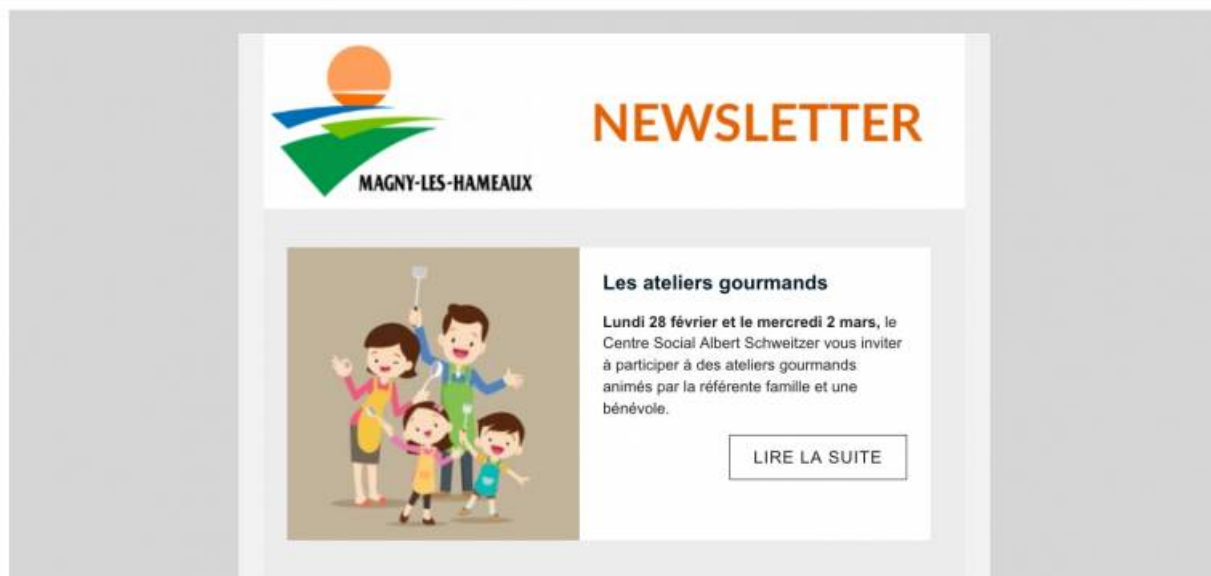 NEWSLETTER
MAGNY-LES-HAMEAUX
Les ateliers gourmands
Lundi 28 février et le mercredi 2 mars, le
Centre Social Albert Schweitzer vous inviter
à participer à des ateliers gourmands
animés par la référente famille et une
bénévole.
LIRE LA SUITE